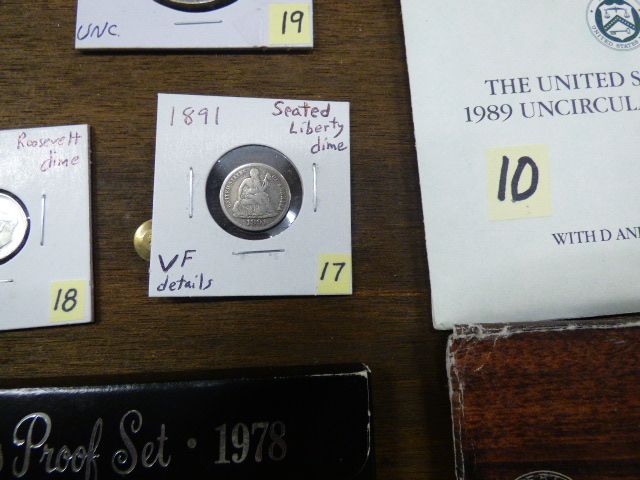 UNC.
19
THE UNITED S
1989 UNCIRCUL
10
WITH D AN
1891
Seated
Liberty
dime
VF
details
17
Roosevelt
dime
18
Proof Set · 1978